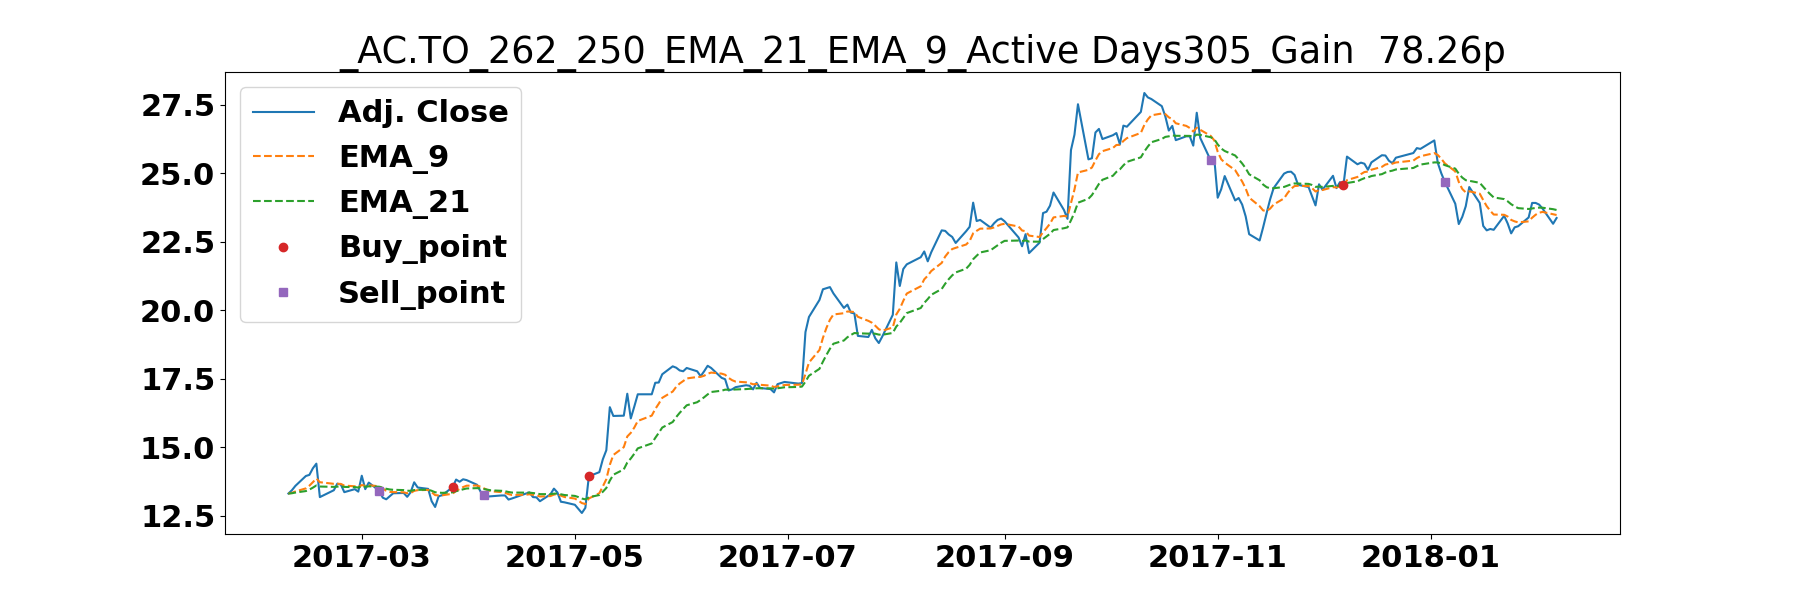 _AC.TO_262_250_EMA_21_EMA_9_Active Days305_Gain  78.26p
27.5
25.0
22.5
20.0
17.5
15.0
12.5
Adj. Close
EMA_9
EMA_21
Buy_point
Sell_point
2017-03
2017-05
2017-07
2017-09
2017-11
2018-01